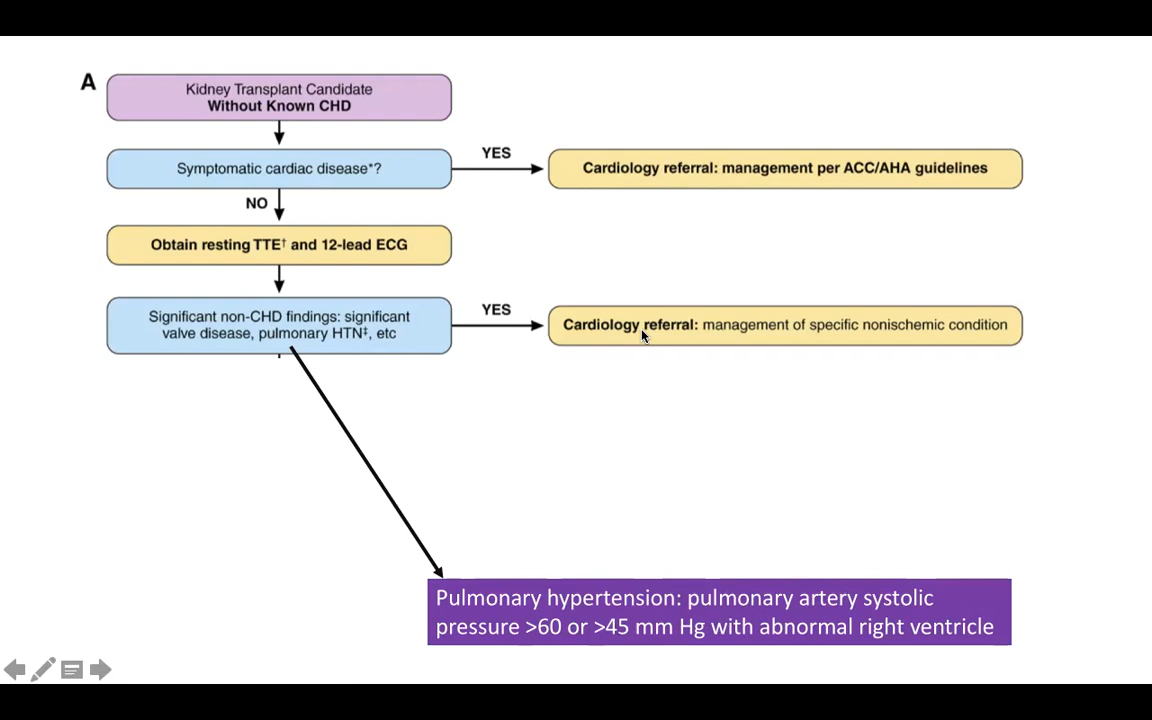 A
Kidney Transplant Candidate
Without Known CHD
Symptomatic cardiac disease*?
YES
Cardiology referral: management per ACC/AHA guidelines
NO
Obtain resting TTE† and 12-lead ECG
Significant non-CHD findings: significant
valve disease, pulmonary HTN‡, etc
YES
Cardiology referral: management of specific nonischemic condition
Pulmonary hypertension: pulmonary artery systolic
pressure >60 or >45 mm Hg with abnormal right ventricle